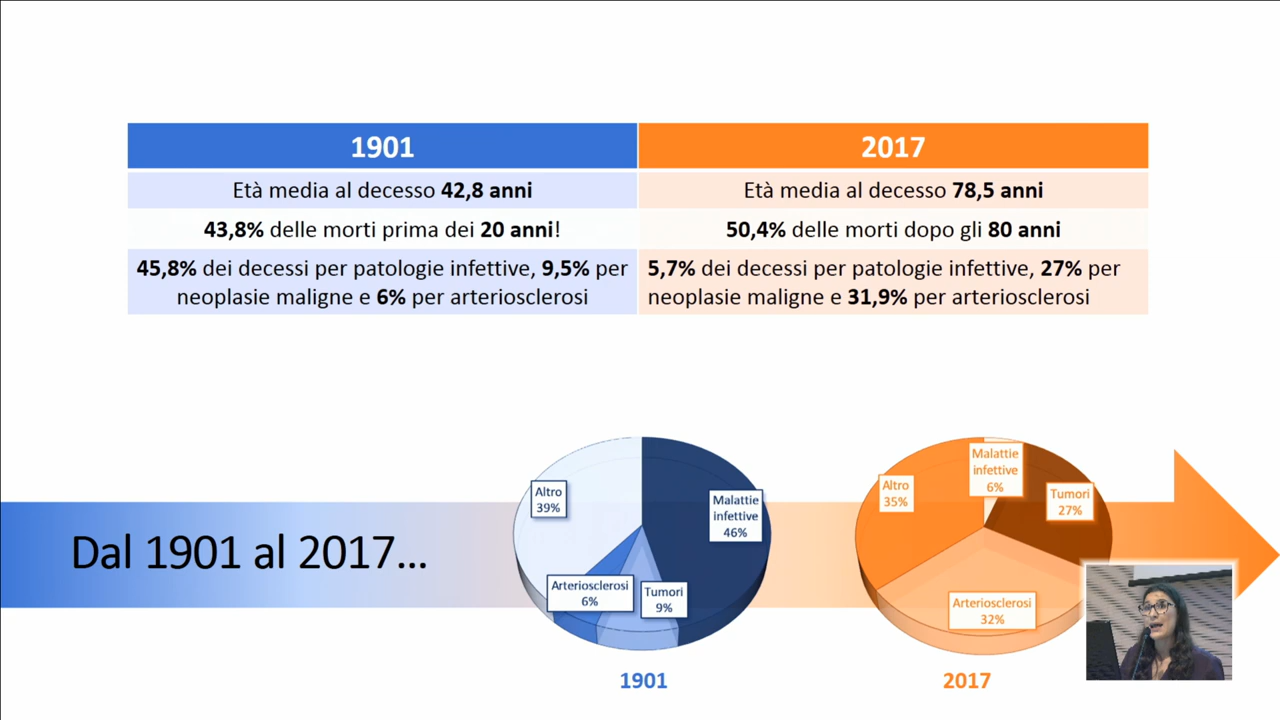 1901
2017
Età media al decesso 42,8 anni
Età media al decesso 78,5 anni
43,8% delle morti prima dei 20 anni!
50,4% delle morti dopo gli 80 anni
45,8% dei decessi per patologie infettive, 9,5% per
neoplasie maligne e 6% per arteriosclerosi
5,7% dei decessi per patologie infettive, 27% per
neoplasie maligne e 31,9% per arteriosclerosi
Dal 1901 al 2017...
Altro
39%
Malattie
infettive
46%
Arteriosclerosi
6%
Tumori
9%
1901
Altro
35%
Malattie
infettive
6%
Tumori
27%
Arteriosclerosi
32%
2017